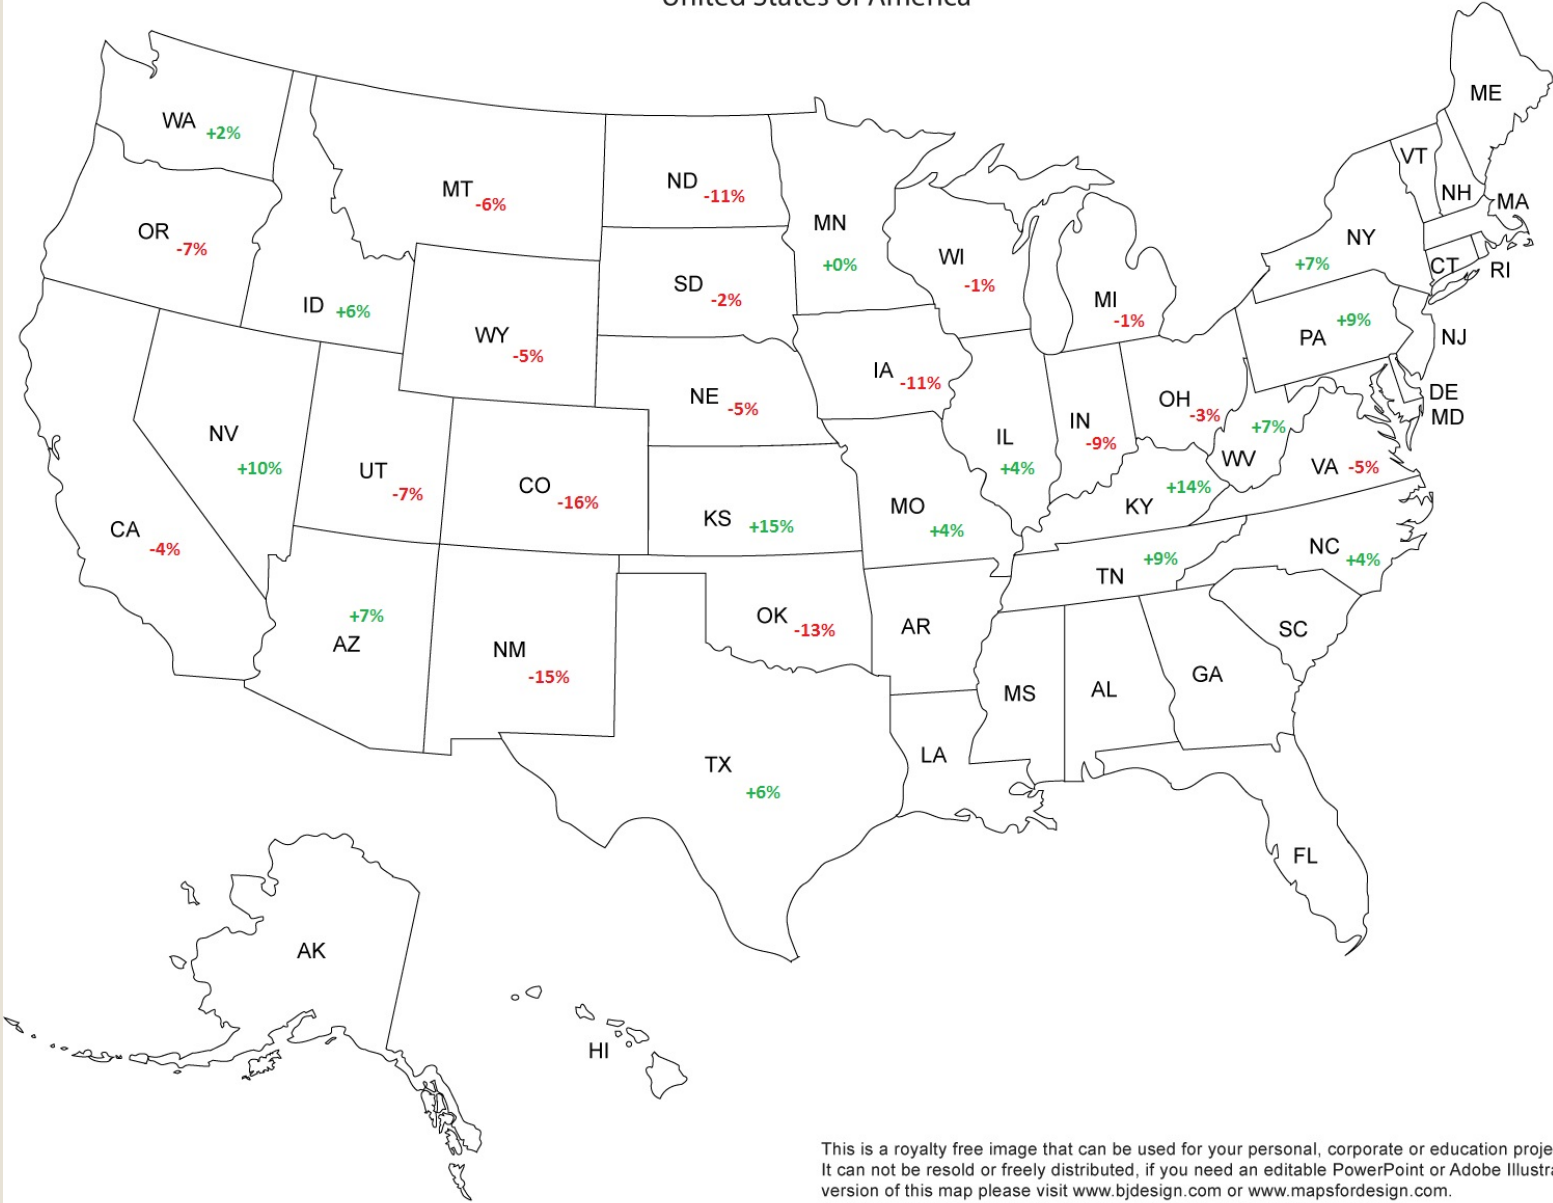 United States of America
ME
WA +2%
VT
MT -6%
ND -11%
NH
MA
OR -7%
MN +0%
NY +7%
WI -1%
CT
RI
SD -2%
ID +6%
MI -1%
PA +9%
WY -5%
NJ
IA -11%
NE -5%
OH -3%
DE
MD
NV +10%
IN -9%
WV +7%
IL +4%
VA -5%
UT -7%
CO -16%
KY +14%
KS +15%
MO +4%
CA -4%
NC +4%
TN +9%
AZ +7%
OK -13%
AR
SC
NM -15%
GA
MS
AL
LA
TX +6%
FL
AK
HI
This is a royalty free image that can be used for your personal, corporate or education proje
It can not be resold or freely distributed, if you need an editable PowerPoint or Adobe Illustra
version of this map please visit www.bjdesign.com or www.mapsfordesign.com.